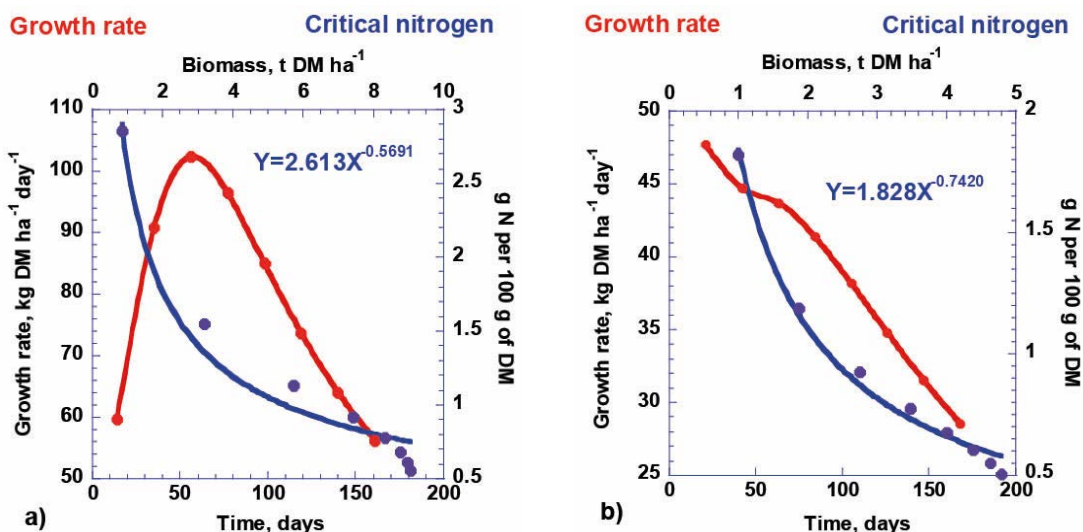 Growth rate Critical nitrogen
Biomass, t DM ha-1
0 2 4 6 8 10
110
100
90
80
70
60
50
Growth rate, kg DM ha-1 day-1
3
2.5
2
1.5
1
0.5
g N per 100 g of DM
Y=2.613X-0.5691
0 50 100 150 200
Time, days
a)
Growth rate Critical nitrogen
Biomass, t DM ha-1
0 1 2 3 4 5
50
45
40
35
30
25
Growth rate, kg DM ha-1 day-1
2
1.5
1
0.5
g N per 100 g of DM
Y=1.828X-0.7420
0 50 100 150 200
Time, days
b)